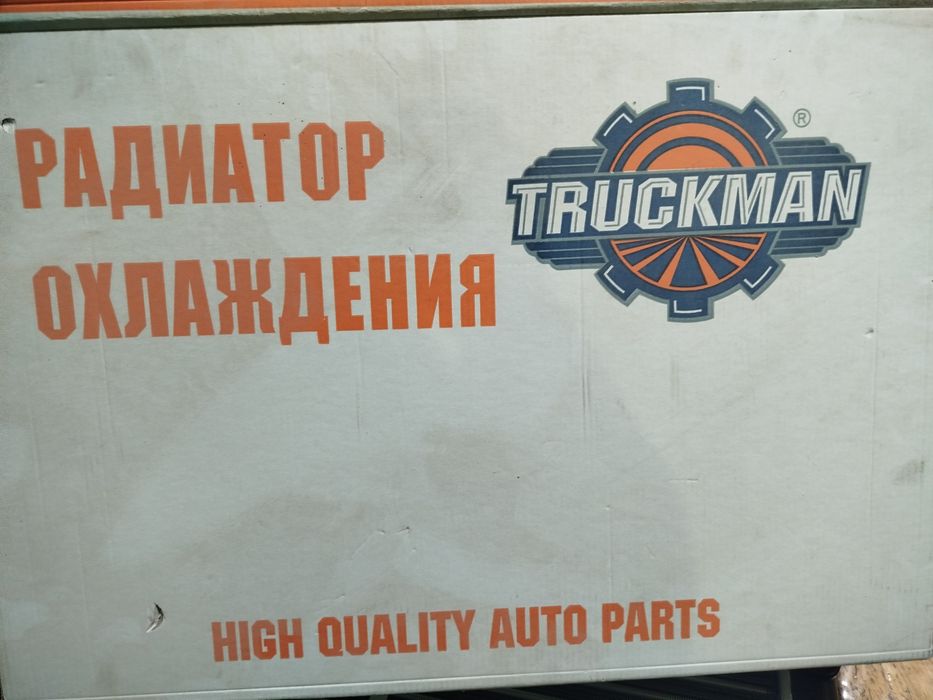 РАДИАТОР
ОХЛАЖДЕНИЯ
TRUCKMAN
®
HIGH QUALITY AUTO PARTS